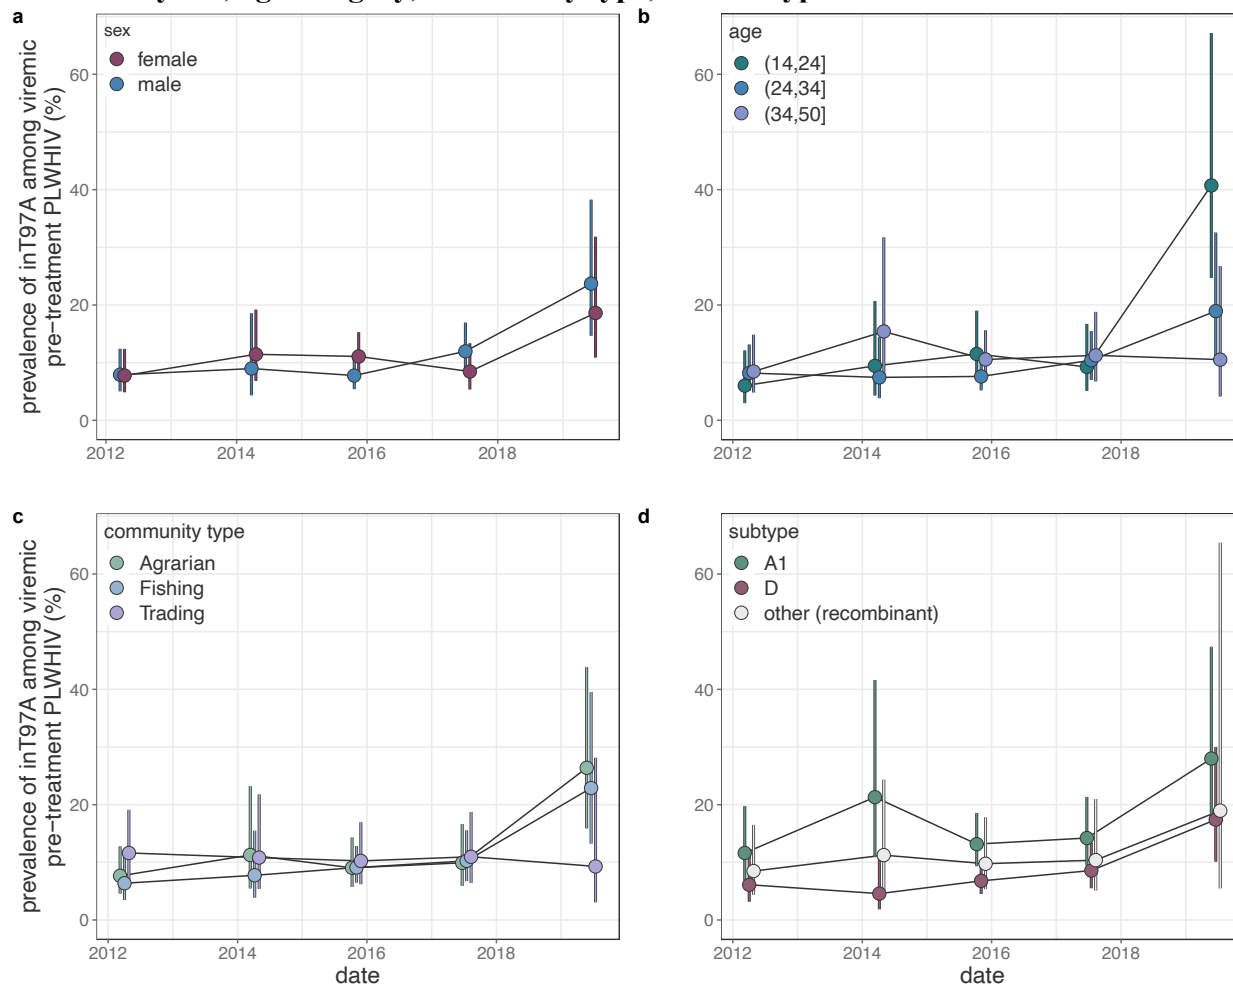 a
sex
female
male
60
40
20
0
2012 2014 2016 2018
prevalence of inT97A among viremic
pre−treatment PLWHIV (%)
b
age
(14,24]
(24,34]
(34,50]
60
40
20
0
2012 2014 2016 2018
c
community type
Agrarian
Fishing
Trading
60
40
20
0
2012 2014 2016 2018
date
prevalence of inT97A among viremic
pre−treatment PLWHIV (%)
d
subtype
A1
D
other (recombinant)
60
40
20
0
2012 2014 2016 2018
date